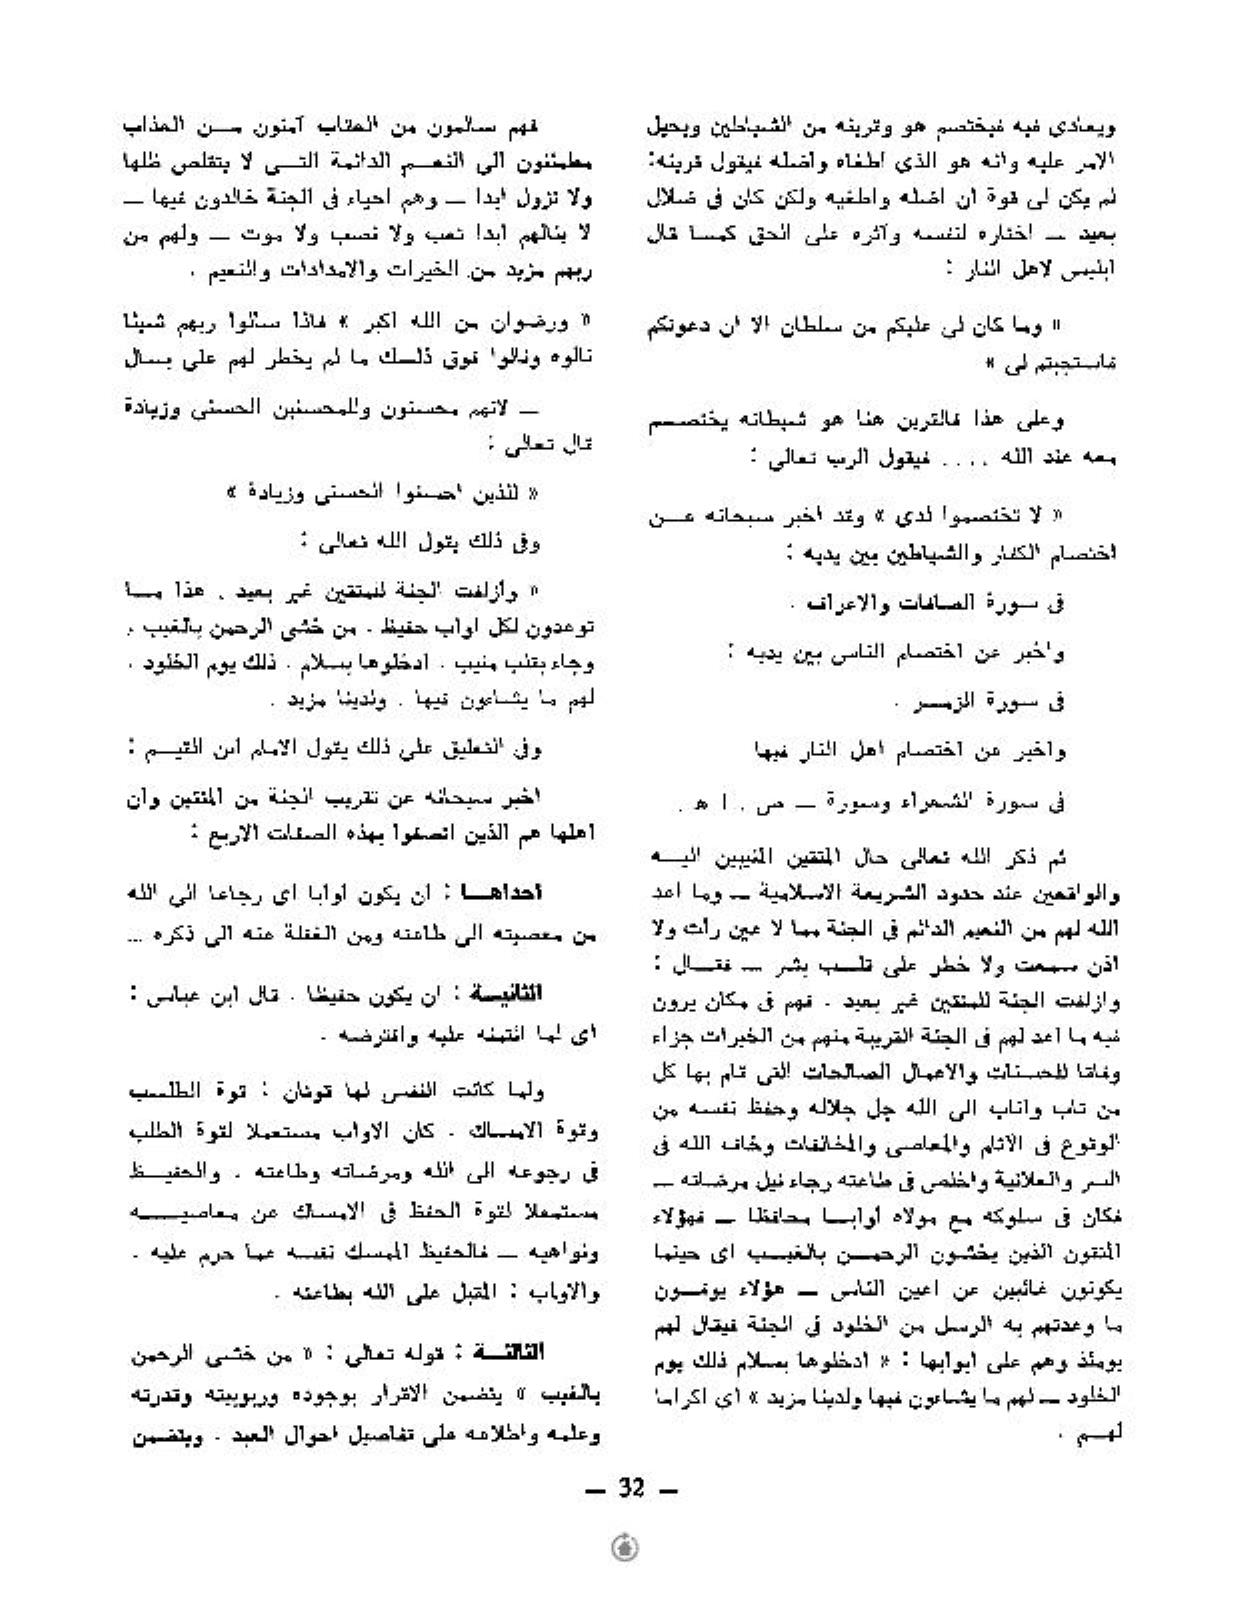 ويعادى فيه فيختصم هو وقرينه من الشياطين ويحيل
الامر عليه وانه هو الذى اطفاه واضله فيقول قرينه:
لم يكن لى قوة أن اضله واطفيه ولكن كان فى ضلال
بعيد — اختاره لنفسه وآثره على الحق كمسا قال
ابليس لاهل النار :
« وما كان لى عليكم من سلطان الا ان دعوتكم
فاستجبتم لى »
وعلى هذا فالقرين هنا هو شيطانه يختصم
معه عند الله .... فيقول الرب تعالى :
« لا تختصموا لدى » وقد اخبر سبحانه عن
اختصام الكفار والشياطين بين يديه :
فى سورة الصافات والاعراف .
واخبر عن اختصام الناس بين يديه :
فى سورة الزمر .
واخبر عن اختصام اهل النار فيها
فى سورة الشعراء وسورة — ص . ا هـ .
ثم ذكر الله تعالى حال المتقين المنيبين اليه
والواقعين عند حدود الشريعة الاسلامية — وما اعد
الله لهم من النعيم الدائم فى الجنة مما لا عين رأت ولا
اذن سمعت ولا خطر على قلب بشر — فقال :
وازلفت الجنة للمتقين غير بعيد . فهم فى مكان يرون
فيه ما اعد لهم فى الجنة القريبة منهم من الخيرات جزاء
وفاقا للحسنات والاعمال الصالحات التى قام بها كل
من تاب واناب الى الله جل جلاله وحفظ نفسه من
الوقوع فى الآثام والمعاصى والمخالفات وخاف الله فى
السر والعلانية واخلص فى طاعته رجاء نيل مرضاته —
فكان فى سلوكه مع مولاه أوابا محافظا — فهؤلاء
المتقون الذين يخشون الرحمن بالغيب اى حينما
يكونون غائبين عن اعين الناس — هؤلاء يوقنون
ما وعدتهم به الرسل من الخلود فى الجنة فيقال لهم
يومئذ وهم على ابوابها : « ادخلوها بسلام ذلك يوم
الخلود — لهم ما يشاءون فيها ولدينا مزيد » اى اكراما
لهم .
فهم سالمون من العقاب آمنون من العذاب
مطمئنون الى النعم الدائمة التى لا يتقلص ظلها
ولا تزول ابدا — وهم احياء فى الجنة خالدون فيها —
لا ينالهم ابدا تعب ولا نصب ولا موت — ولهم من
ربهم مزيد من الخيرات والامدادات والنعيم .
« ورضوان من الله اكبر » فاذا سألوا ربهم شيئا
نالوه ونالوا فوق ذلسك ما لم يخطر لهم على بسال
— لانهم محسنون وللمحسنين الحسنى وزيادة
قال تعالى :
« للذين احسنوا الحسنى وزيادة »
وفى ذلك يقول الله تعالى :
« وأزلفت الجنة للمتقين غير بعيد . هذا مسا
توعدون لكل اواب حفيظ . من خشى الرحمن بالغيب .
وجاء بقلب منيب . ادخلوها بسلام . ذلك يوم الخلود .
لهم ما يشاءون فيها . ولدينا مزيد .
وفى التعليق على ذلك يقول الامام ابن القيم :
اخبر سبحانه عن تقريب الجنة من المتقين وأن
اهلها هم الذين اتصفوا بهذه الصفات الاربع :
احداها : ان يكون أوابا اى رجاعا الى الله
من معصيته الى طاعته ومن الغفلة عنه الى ذكره ...
الثانية : ان يكون حفيظا . قال ابن عباس :
اى لما ائتمنه عليه وافترضه .
ولما كانت النفس لها قوتان : قوة الطلب
وقوة الامساك . كان الاواب مستعملا لقوة الطلب
فى رجوعه الى الله ومرضاته وطاعته . والحفيظ
مستعملا لقوة الحفظ فى الامساك عن معاصيه
ونواهيه — فالحفيظ الممسك نفسه عما حرم عليه .
والاواب : المقبل على الله بطاعته .
الثالثة : قوله تعالى : « من خشى الرحمن
بالغيب » يتضمن الاقرار بوجوده وربوبيته وقدرته
وعلمه واطلاعه على تفاصيل احوال العبد . ويتضمن
— 32 —